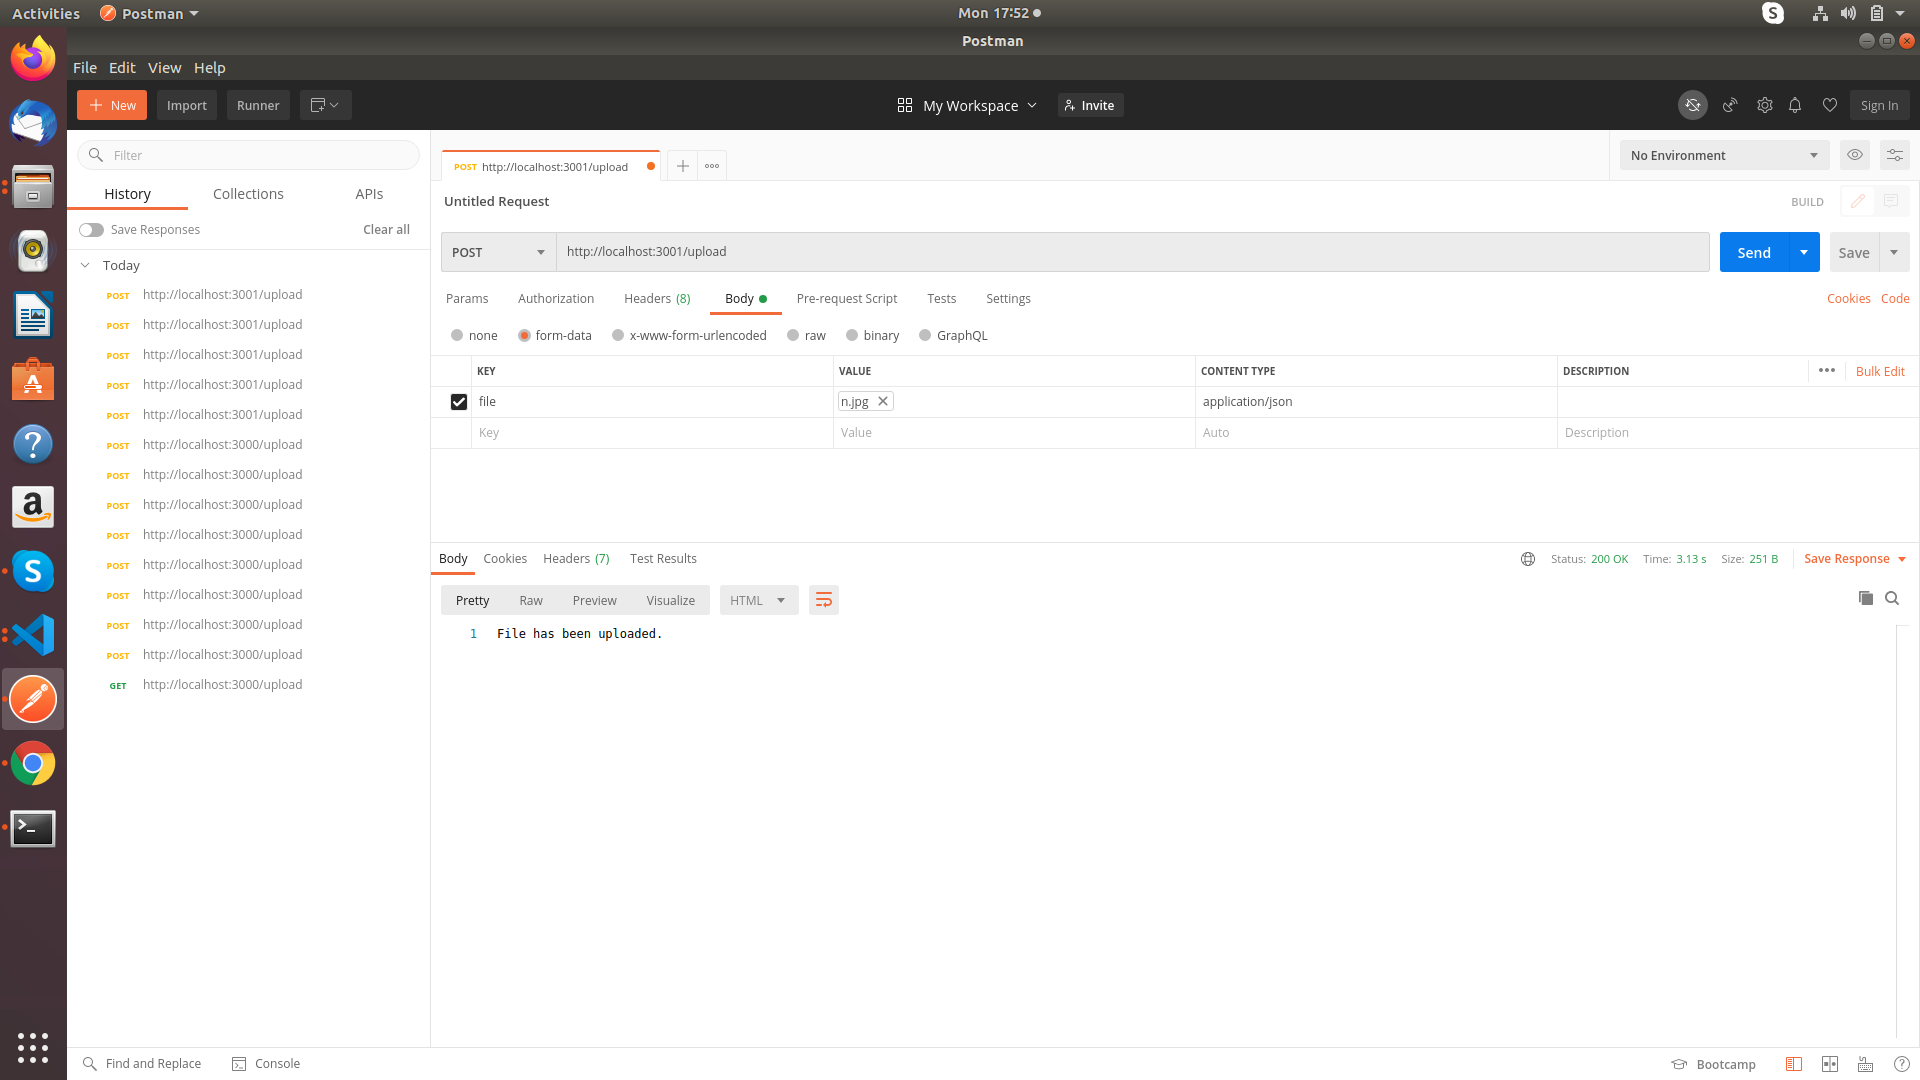 Activities
Postman
Mon 17:52
Postman
File Edit View Help
New
Import
Runner
My Workspace
Invite
Sign In
Filter
History
Collections
APIs
Save Responses
Clear all
Today
POST http://localhost:3001/upload
POST http://localhost:3001/upload
POST http://localhost:3001/upload
POST http://localhost:3001/upload
POST http://localhost:3001/upload
POST http://localhost:3000/upload
POST http://localhost:3000/upload
POST http://localhost:3000/upload
POST http://localhost:3000/upload
POST http://localhost:3000/upload
POST http://localhost:3000/upload
POST http://localhost:3000/upload
POST http://localhost:3000/upload
GET http://localhost:3000/upload
POST http://localhost:3001/upload
No Environment
Untitled Request
BUILD
POST
http://localhost:3001/upload
Send
Save
Params
Authorization
Headers (8)
Body
Pre-request Script
Tests
Settings
Cookies
Code
none
form-data
x-www-form-urlencoded
raw
binary
GraphQL
KEY
VALUE
CONTENT TYPE
DESCRIPTION
Bulk Edit
file
n.jpg
application/json
Key
Value
Auto
Description
Body
Cookies
Headers (7)
Test Results
Status: 200 OK
Time: 3.13 s
Size: 251 B
Save Response
Pretty
Raw
Preview
Visualize
HTML
1 File has been uploaded.
Find and Replace
Console
Bootcamp